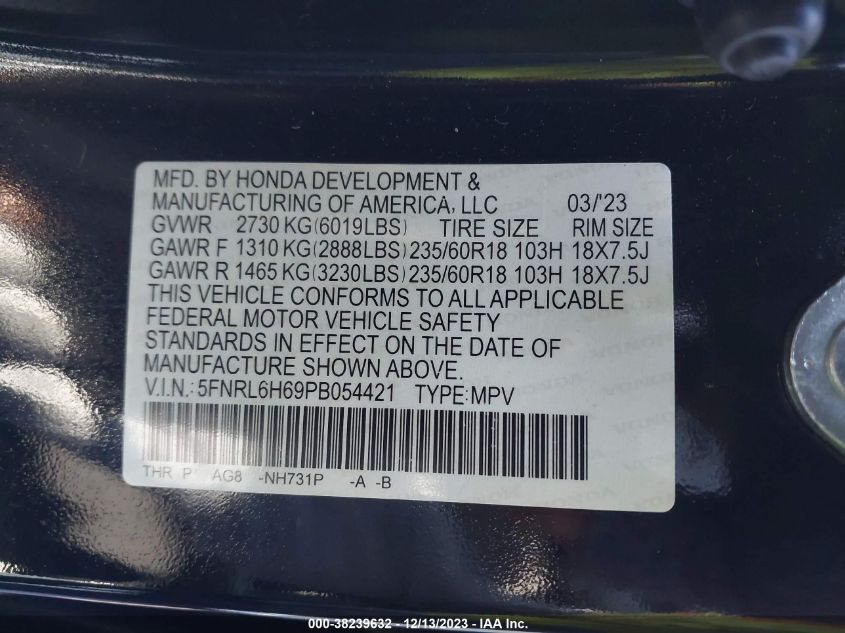 MFD. BY HONDA DEVELOPMENT &
MANUFACTURING OF AMERICA, LLC 03/'23
GVWR 2730 KG(6019LBS) TIRE SIZE RIM SIZE
GAWR F 1310 KG(2888LBS) 235/60R18 103H 18X7.5J
GAWR R 1465 KG(3230LBS) 235/60R18 103H 18X7.5J
THIS VEHICLE CONFORMS TO ALL APPLICABLE
FEDERAL MOTOR VEHICLE SAFETY
STANDARDS IN EFFECT ON THE DATE OF
MANUFACTURE SHOWN ABOVE.
V.I.N.: 5FNRL6H69PB054421 TYPE:MPV
THR P AG8 -NH731P -A -B
000-38239632 - 12/13/2023 - IAA Inc.